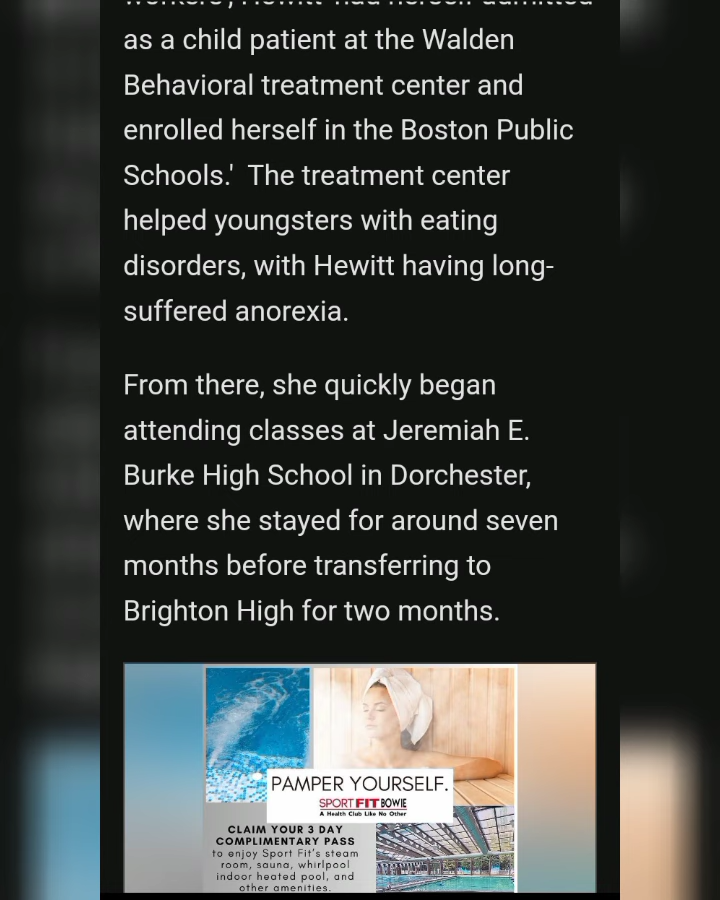 as a child patient at the Walden
Behavioral treatment center and
enrolled herself in the Boston Public
Schools.'  The treatment center
helped youngsters with eating
disorders, with Hewitt having long-
suffered anorexia.
From there, she quickly began
attending classes at Jeremiah E.
Burke High School in Dorchester,
where she stayed for around seven
months before transferring to
Brighton High for two months.
PAMPER YOURSELF.
SPORT FIT BOWIE
A Health Club Like No Other
CLAIM YOUR 3 DAY
COMPLIMENTARY PASS
to enjoy Sport Fit's steam
room, sauna, whirlpool
indoor heated pool, and
other amenities.